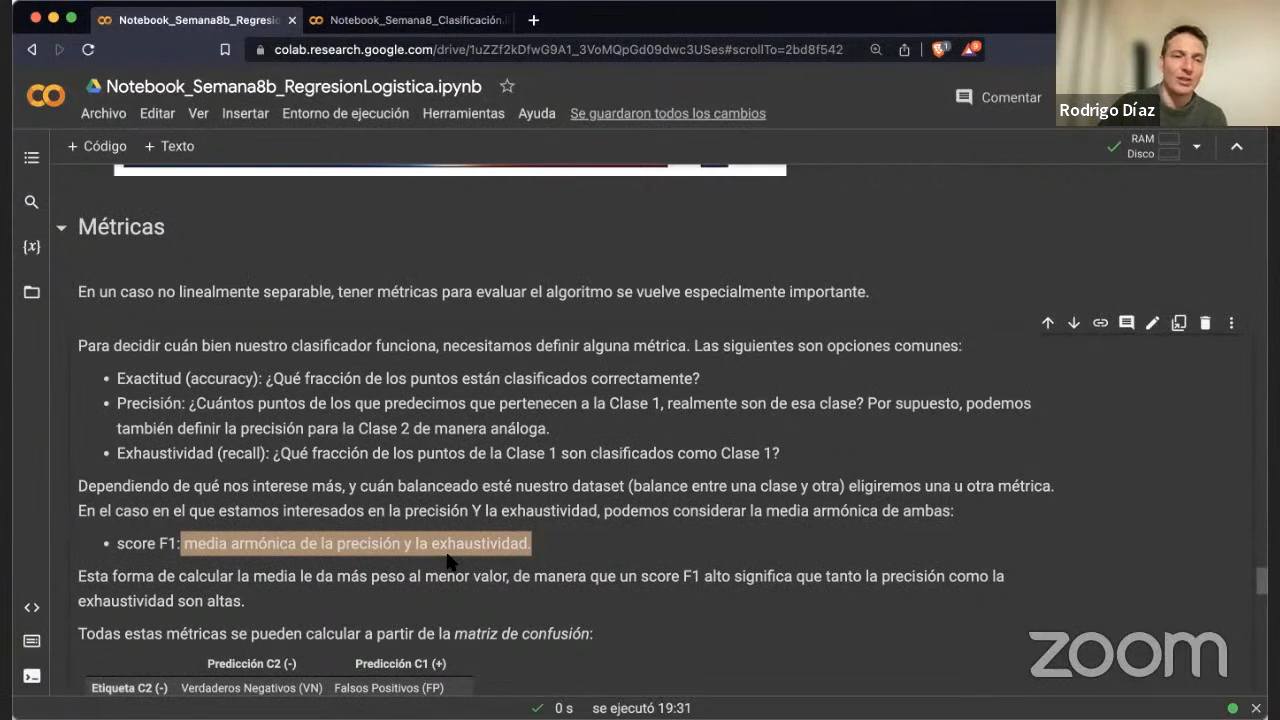 Notebook_Semana8b_Regresi
Notebook_Semana8_Clasificación.i
colab.research.google.com/drive/1uZZf2kDfwG9A1_3VoMQpGd09dwc3USes#scrollTo=2bd8f542
1
9
Rodrigo Díaz
Notebook_Semana8b_RegresionLogistica.ipynb
Comentar
Archivo Editar Ver Insertar Entorno de ejecución Herramientas Ayuda Se guardaron todos los cambios
+ Código + Texto
RAM
Disco
{x}
Métricas
En un caso no linealmente separable, tener métricas para evaluar el algoritmo se vuelve especialmente importante.
Para decidir cuán bien nuestro clasificador funciona, necesitamos definir alguna métrica. Las siguientes son opciones comunes:
• Exactitud (accuracy): ¿Qué fracción de los puntos están clasificados correctamente?
• Precisión: ¿Cuántos puntos de los que predecimos que pertenecen a la Clase 1, realmente son de esa clase? Por supuesto, podemos
también definir la precisión para la Clase 2 de manera análoga.
• Exhaustividad (recall): ¿Qué fracción de los puntos de la Clase 1 son clasificados como Clase 1?
Dependiendo de qué nos interese más, y cuán balanceado esté nuestro dataset (balance entre una clase y otra) eligiremos una u otra métrica.
En el caso en el que estamos interesados en la precisión Y la exhaustividad, podemos considerar la media armónica de ambas:
• score F1: media armónica de la precisión y la exhaustividad.
Esta forma de calcular la media le da más peso al menor valor, de manera que un score F1 alto significa que tanto la precisión como la
exhaustividad son altas.
Todas estas métricas se pueden calcular a partir de la matriz de confusión:
Predicción C2 (-) Predicción C1 (+)
Etiqueta C2 (-) Verdaderos Negativos (VN) Falsos Positivos (FP)
zoom
0 s se ejecutó 19:31